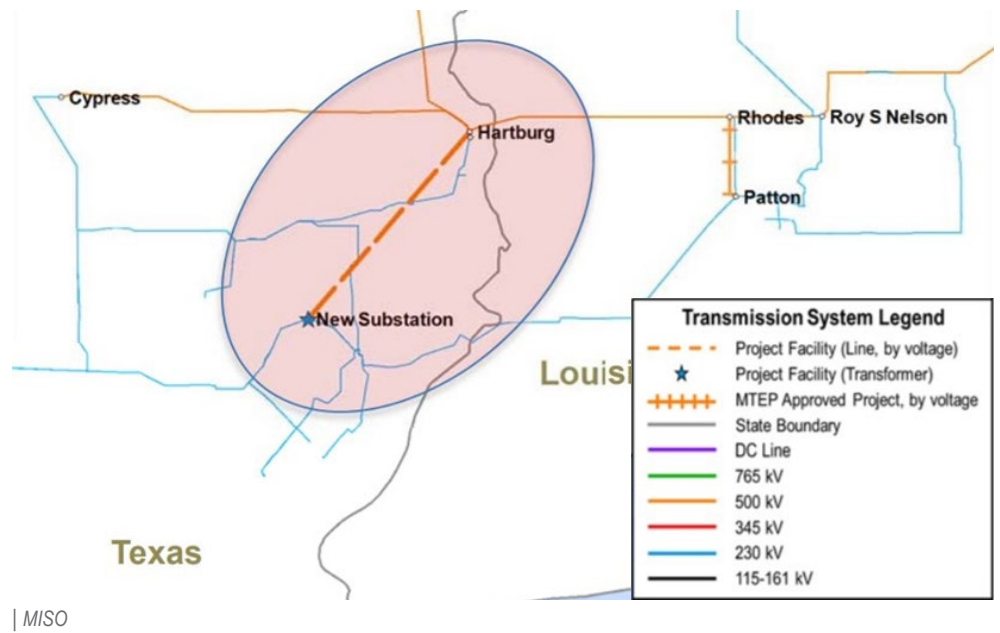 Cypress
Hartburg
Rhodes
Roy S Nelson
Patton
New Substation
Louisi
Texas
Transmission System Legend
Project Facility (Line, by voltage)
Project Facility (Transformer)
MTEP Approved Project, by voltage
State Boundary
DC Line
765 kV
500 kV
345 kV
230 kV
115-161 kV
| MISO